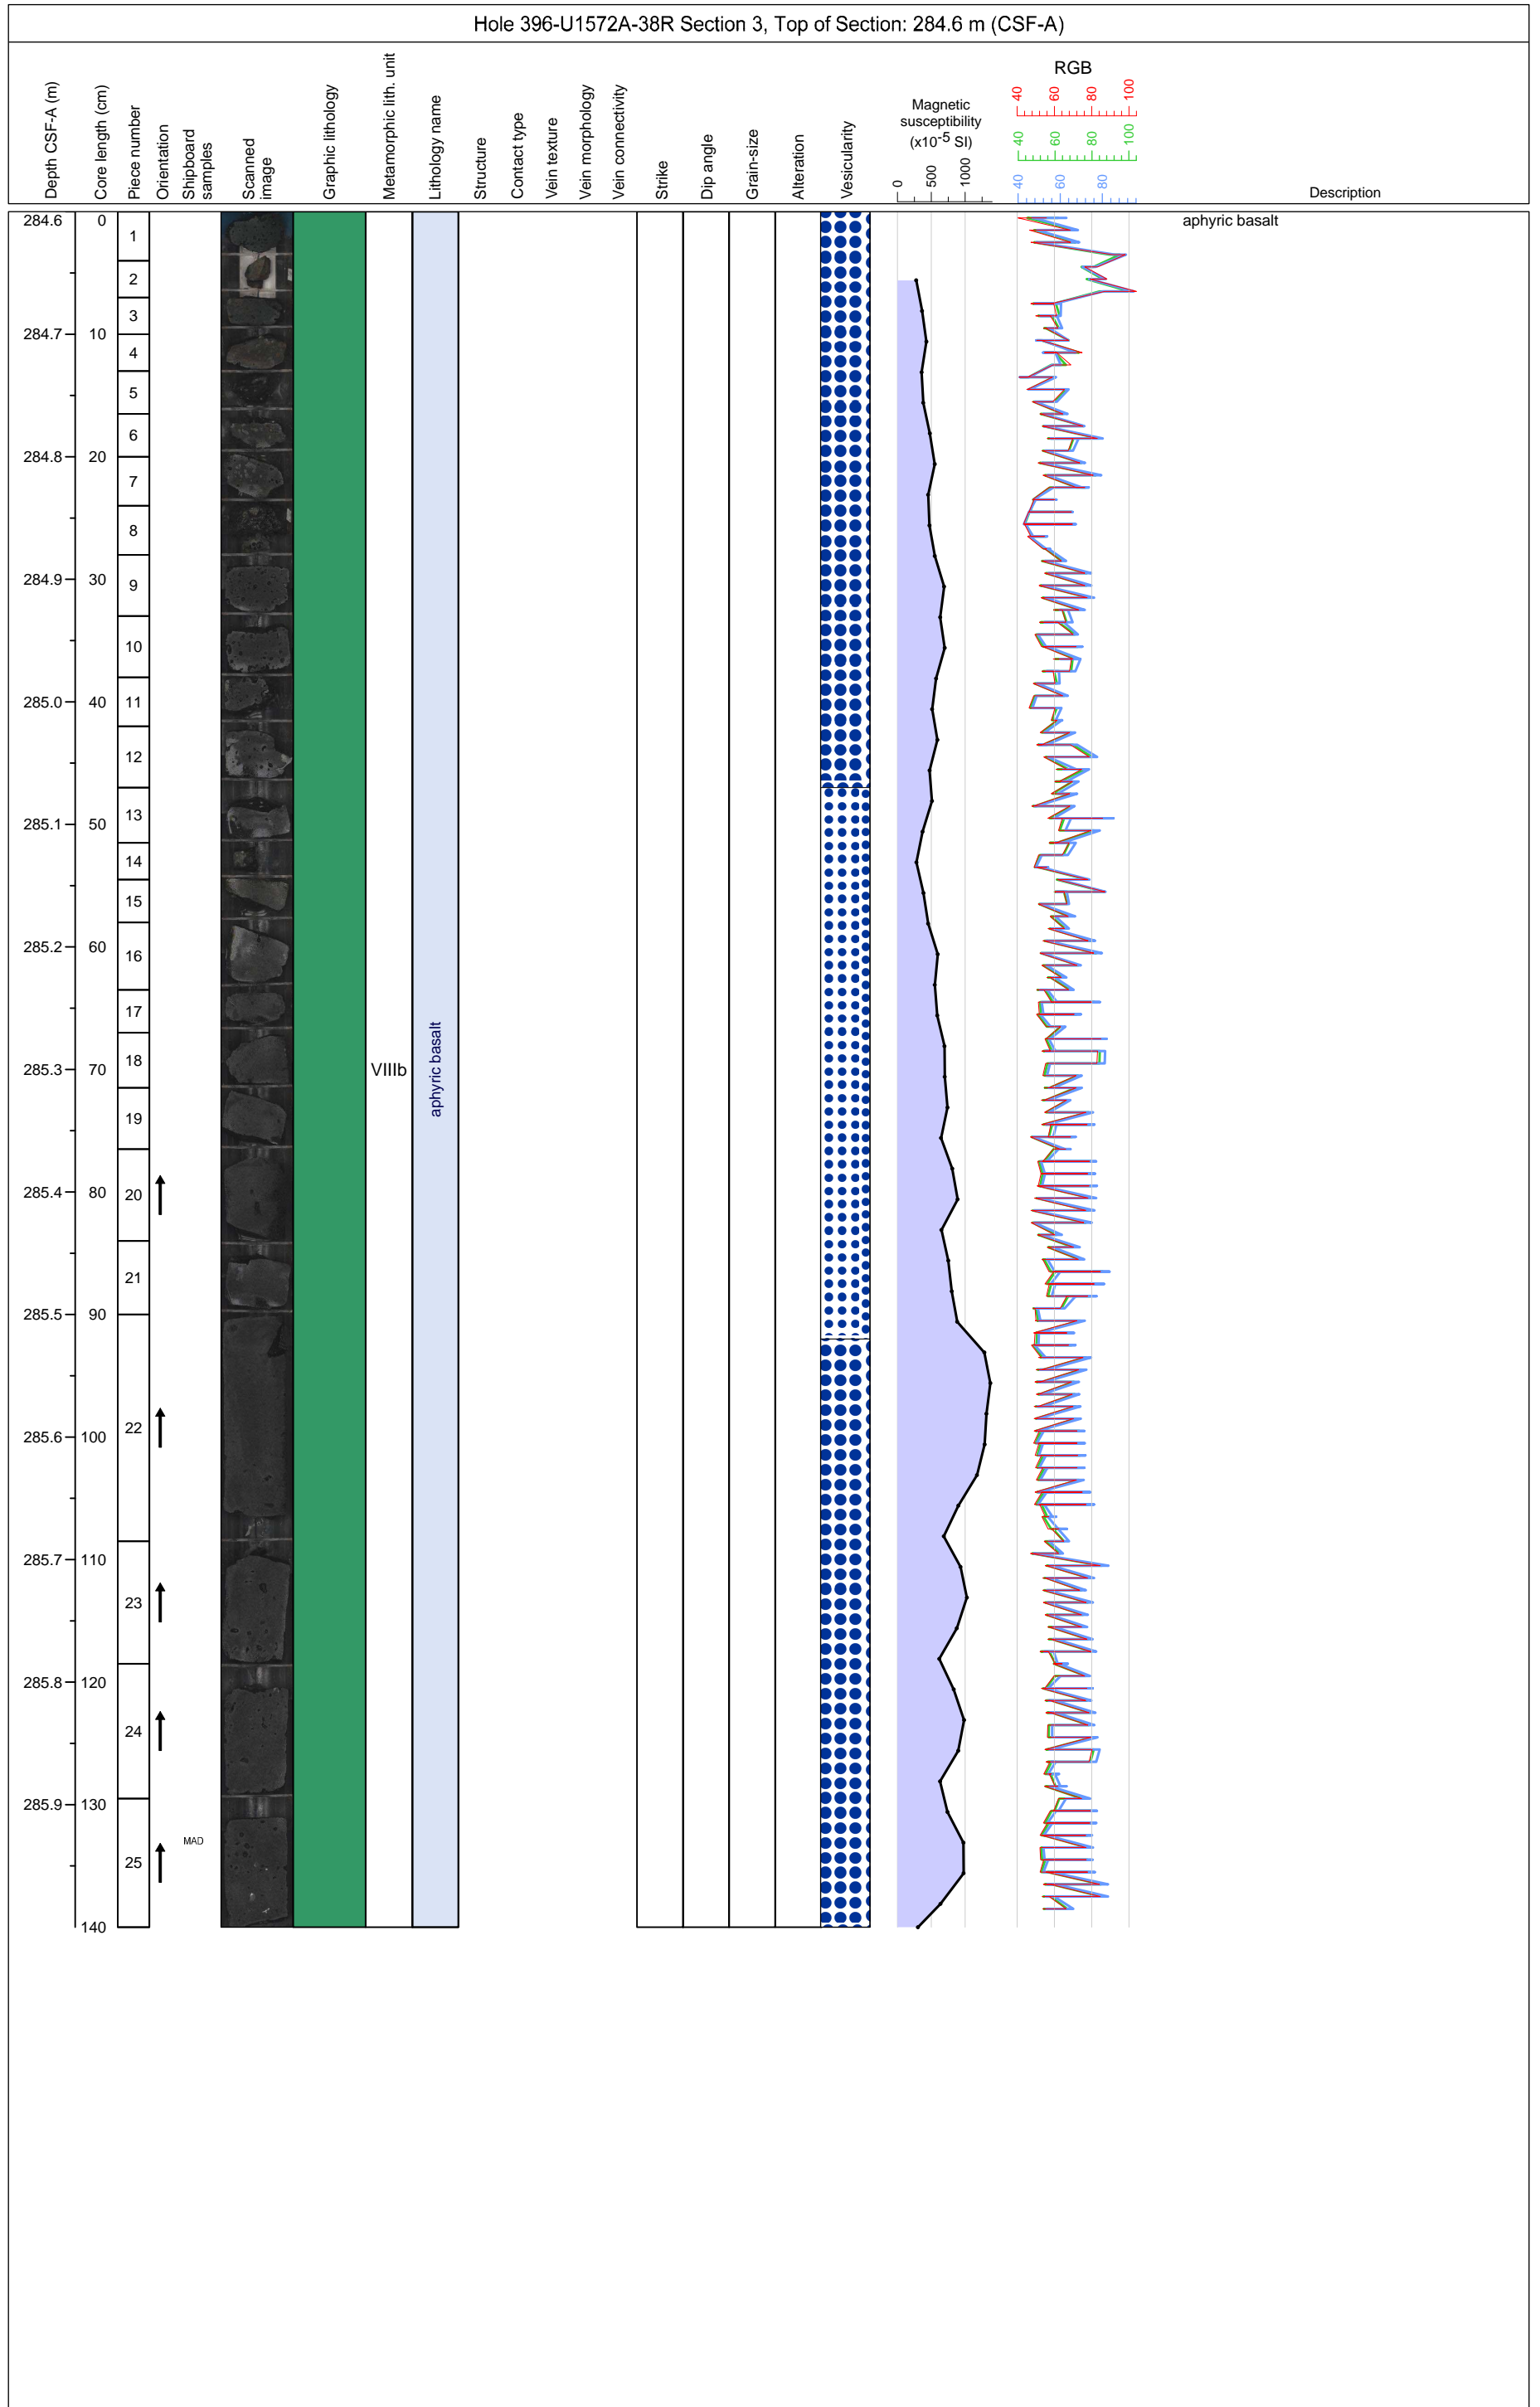 Hole 396-U1572A-38R Section 3, Top of Section: 284.6 m (CSF-A)
Depth CSF-A (m)
Core length (cm)
Piece number
Orientation
Shipboard
samples
Scanned
image
Graphic lithology
Metamorphic lith. unit
Lithology name
Structure
Contact type
Vein texture
Vein morphology
Vein connectivity
Strike
Dip angle
Grain-size
Alteration
Vesicularity
Magnetic
susceptibility
(x10-5 SI)
0 500 1000
RGB
40 60 80 100
40 60 80 100
40 60 80
Description
284.6 0
aphyric basalt
1
2
3
284.7 10
4
5
6
284.8 20
7
8
284.9 30
9
10
285.0 40
11
12
285.1 50
13
14
15
285.2 60
16
17
285.3 70
18
VIIIb
aphyric basalt
19
285.4 80
20
21
285.5 90
22
285.6 100
285.7 110
23
285.8 120
24
285.9 130
MAD
25
140